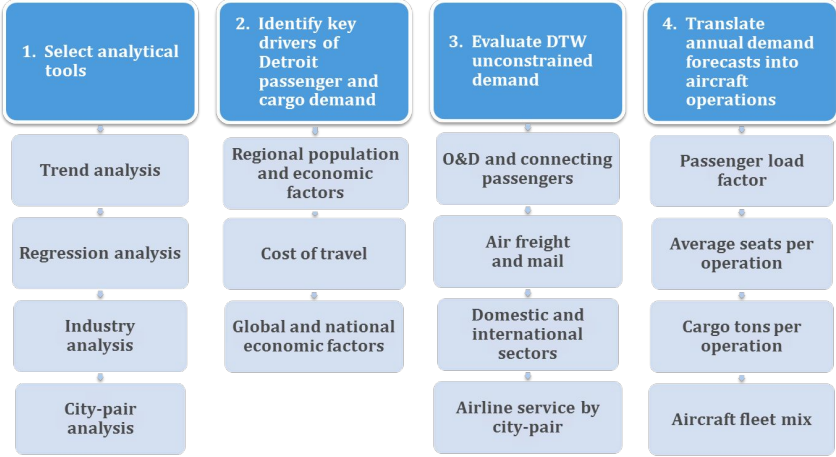 1. Select analytical
tools
Trend analysis
Regression analysis
Industry
analysis
City-pair
analysis
2. Identify key
drivers of
Detroit
passenger and
cargo demand
Regional population
and economic
factors
Cost of travel
Global and national
economic factors
3. Evaluate DTW
unconstrained
demand
O&D and connecting
passengers
Air freight
and mail
Domestic and
international
sectors
Airline service by
city-pair
4. Translate
annual demand
forecasts into
aircraft
operations
Passenger load
factor
Average seats per
operation
Cargo tons per
operation
Aircraft fleet mix